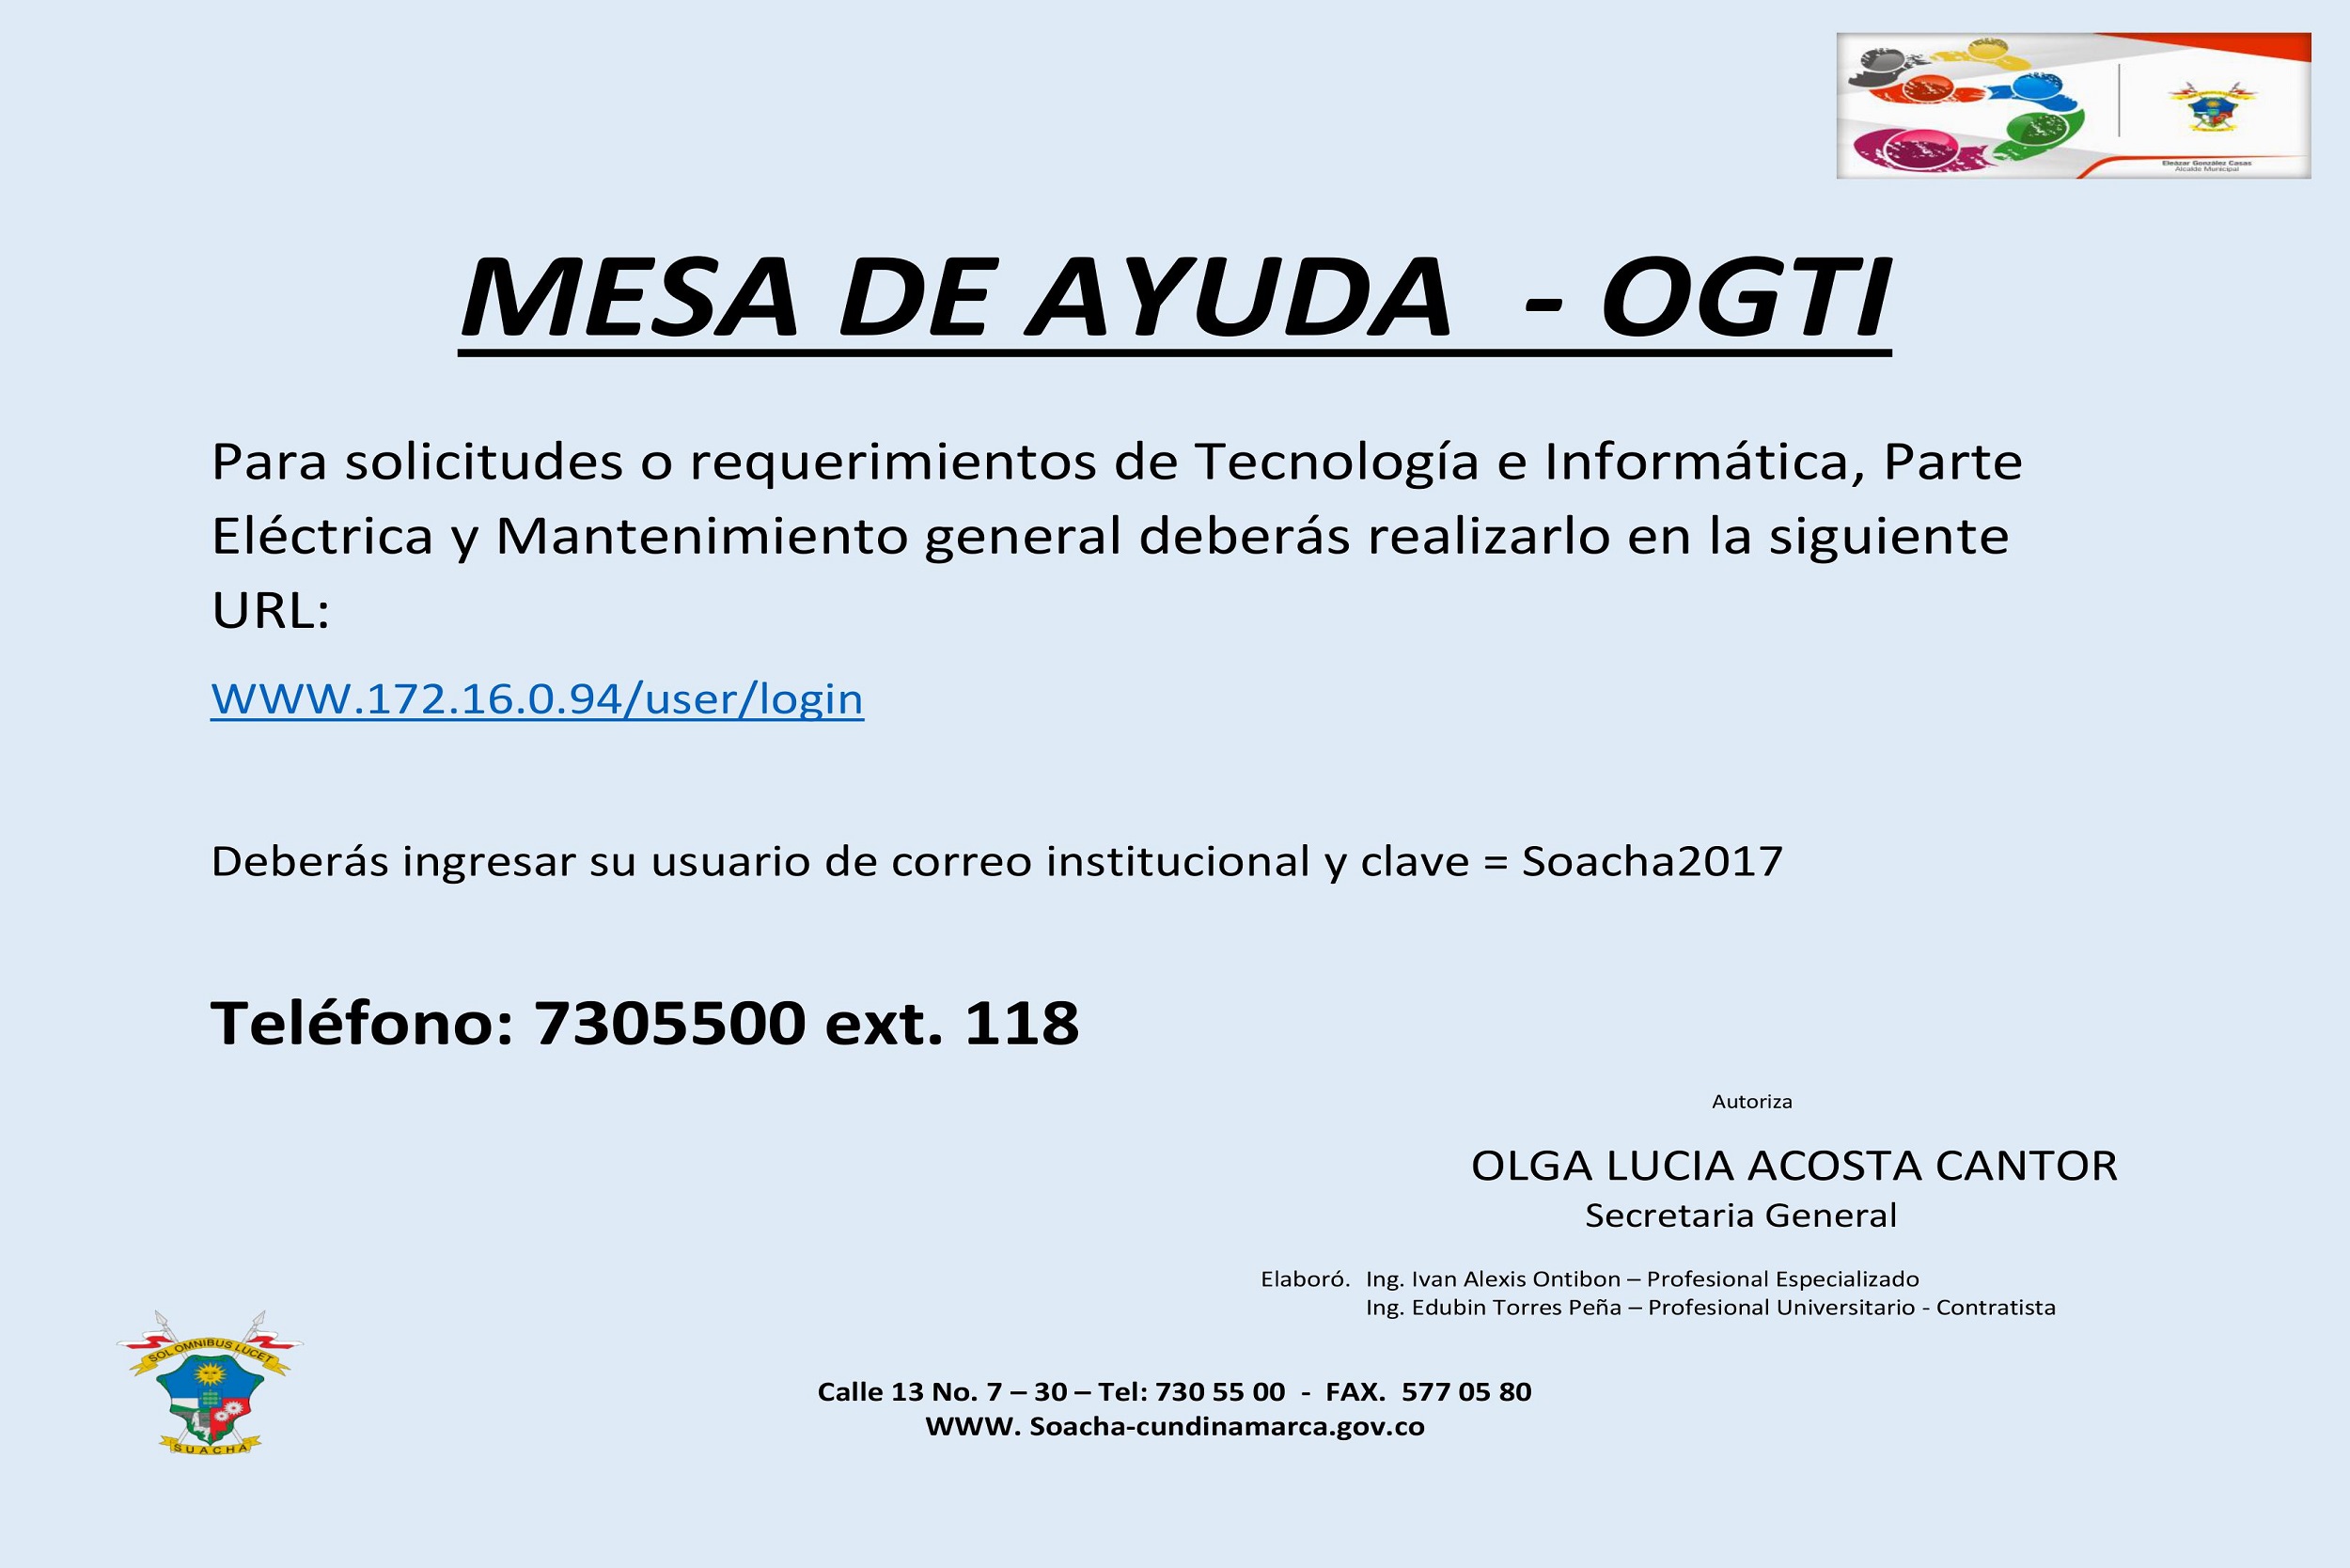 Eleázar González Casas
Alcalde Municipal
MESA DE AYUDA - OGTI
Para solicitudes o requerimientos de Tecnología e Informática, Parte
Eléctrica y Mantenimiento general deberás realizarlo en la siguiente
URL:
WWW.172.16.0.94/user/login
Deberás ingresar su usuario de correo institucional y clave = Soacha2017
Teléfono: 7305500 ext. 118
Autoriza
OLGA LUCIA ACOSTA CANTOR
Secretaria General
Elaboró. Ing. Ivan Alexis Ontibon – Profesional Especializado
Ing. Edubin Torres Peña – Profesional Universitario - Contratista
SOL OMNIBUS LUCET
SUACHA
Calle 13 No. 7 – 30 – Tel: 730 55 00 - FAX. 577 05 80
WWW. Soacha-cundinamarca.gov.co